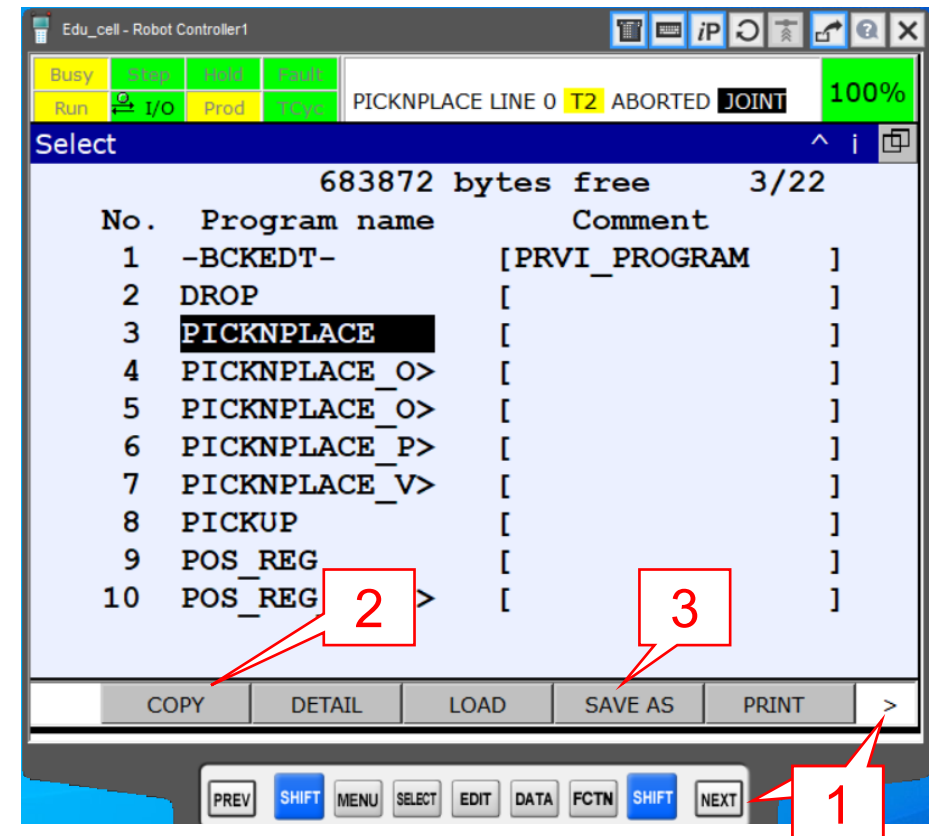 Edu_cell - Robot Controller1
iP
Busy Step Hold Fault
Run I/O Prod TCyc
PICKNPLACE LINE 0 T2 ABORTED JOINT
100%
Select ^ i
683872 bytes free 3/22
No. Program name Comment
1 -BCKEDT- [PRVI_PROGRAM ]
2 DROP [ ]
3 PICKNPLACE [ ]
4 PICKNPLACE_O> [ ]
5 PICKNPLACE_O> [ ]
6 PICKNPLACE_P> [ ]
7 PICKNPLACE_V> [ ]
8 PICKUP [ ]
9 POS_REG [ ]
10 POS_REG_ > [ ]
2
3
COPY DETAIL LOAD SAVE AS PRINT >
PREV SHIFT MENU SELECT EDIT DATA FCTN SHIFT NEXT
1